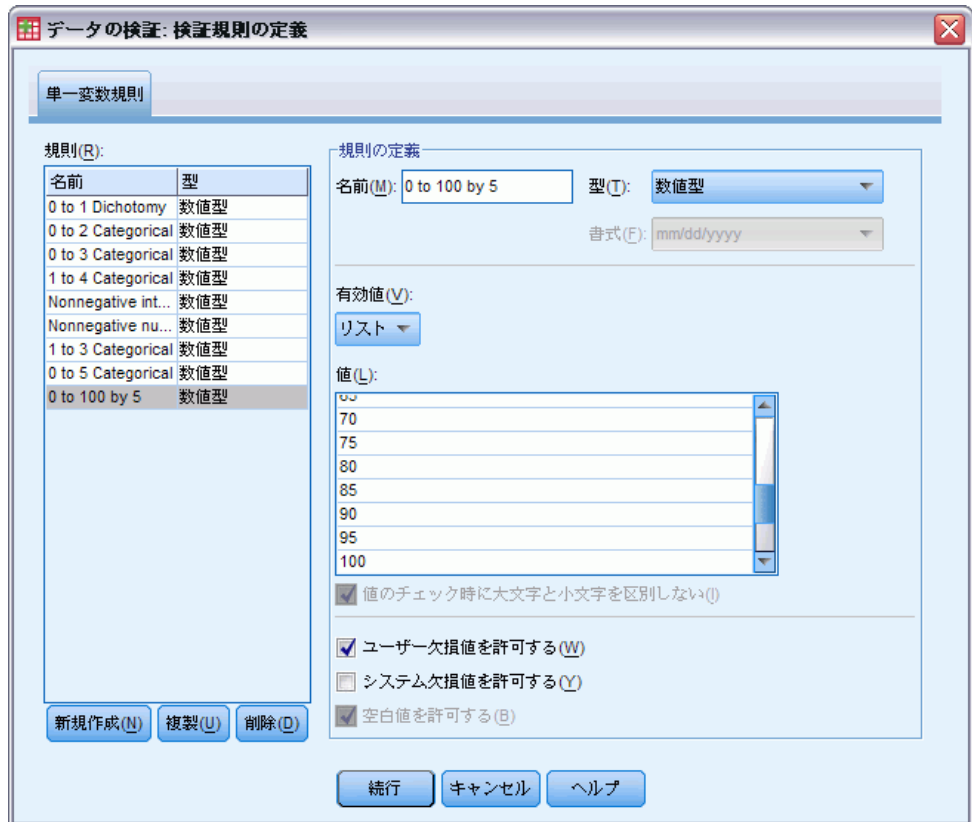 データの検証: 検証規則の定義
単一変数規則
規則(R):
名前 型
0 to 1 Dichotomy 数値型
0 to 2 Categorical 数値型
0 to 3 Categorical 数値型
1 to 4 Categorical 数値型
Nonnegative int... 数値型
Nonnegative nu... 数値型
1 to 3 Categorical 数値型
0 to 5 Categorical 数値型
0 to 100 by 5 数値型
新規作成(N) 複製(U) 削除(D)
規則の定義
名前(M): 0 to 100 by 5 型(T): 数値型
書式(F): mm/dd/yyyy
有効値(V):
リスト
値(L):
65
70
75
80
85
90
95
100
値のチェック時に大文字と小文字を区別しない(I)
ユーザー欠損値を許可する(W)
システム欠損値を許可する(Y)
空白値を許可する(B)
続行 キャンセル ヘルプ